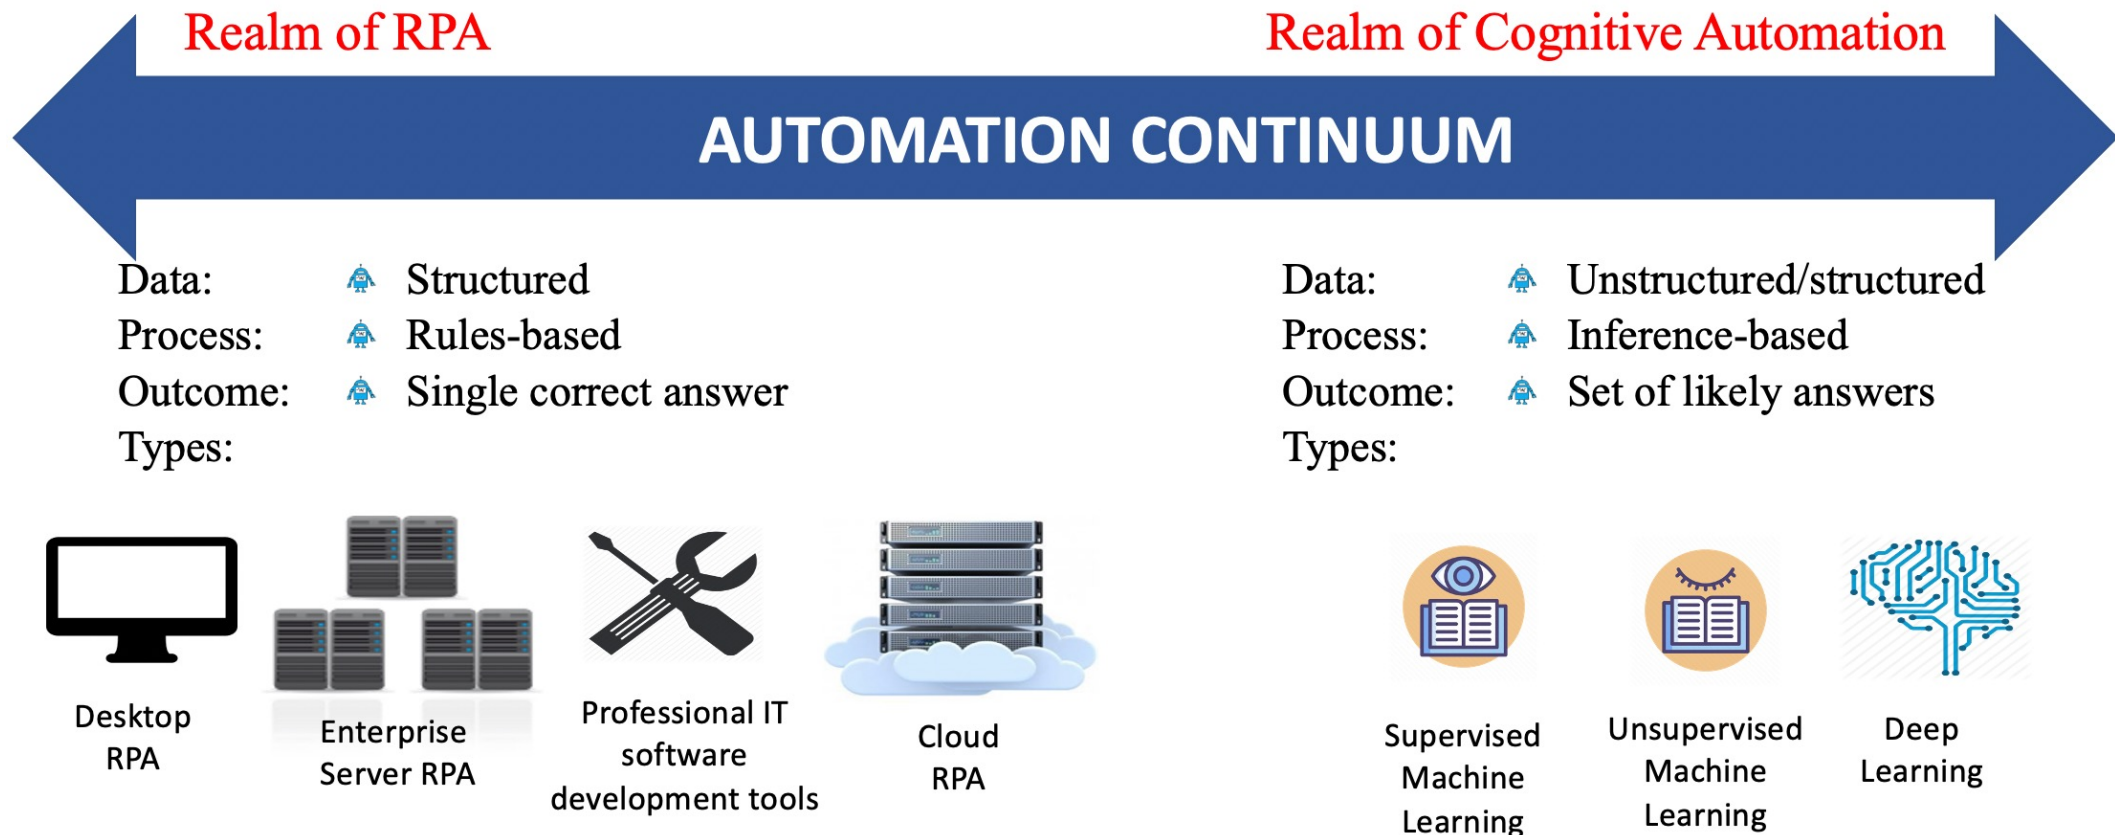 Realm of RPA
Realm of Cognitive Automation
AUTOMATION CONTINUUM
Data: Structured
Process: Rules-based
Outcome: Single correct answer
Types:
Desktop
RPA
Enterprise
Server RPA
Professional IT
software
development tools
Cloud
RPA
Data: Unstructured/structured
Process: Inference-based
Outcome: Set of likely answers
Types:
Supervised
Machine
Learning
Unsupervised
Machine
Learning
Deep
Learning